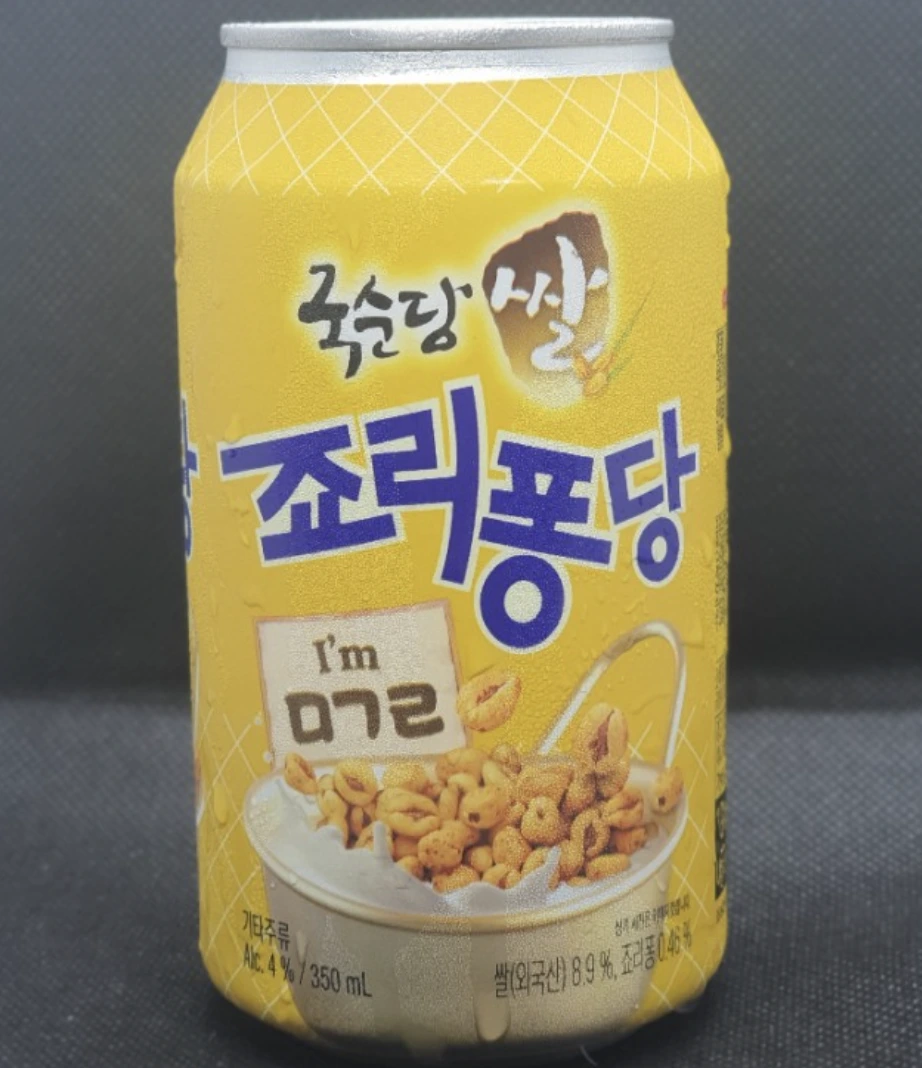 국순당 쌀
죠리퐁당
I'm
ㅁㄱㄹ
기타주류
Alc. 4 % / 350 mL
쌀(외국산) 8.9 %, 죠리퐁 0.46 %
당